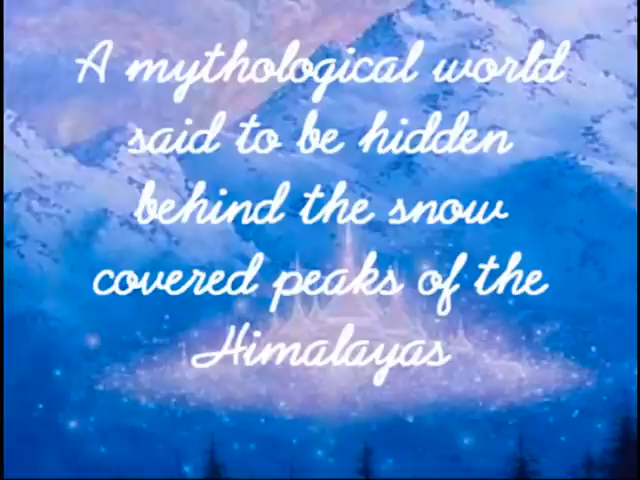 A mythological world
said to be hidden
behind the snow
covered peaks of the
Himalayas